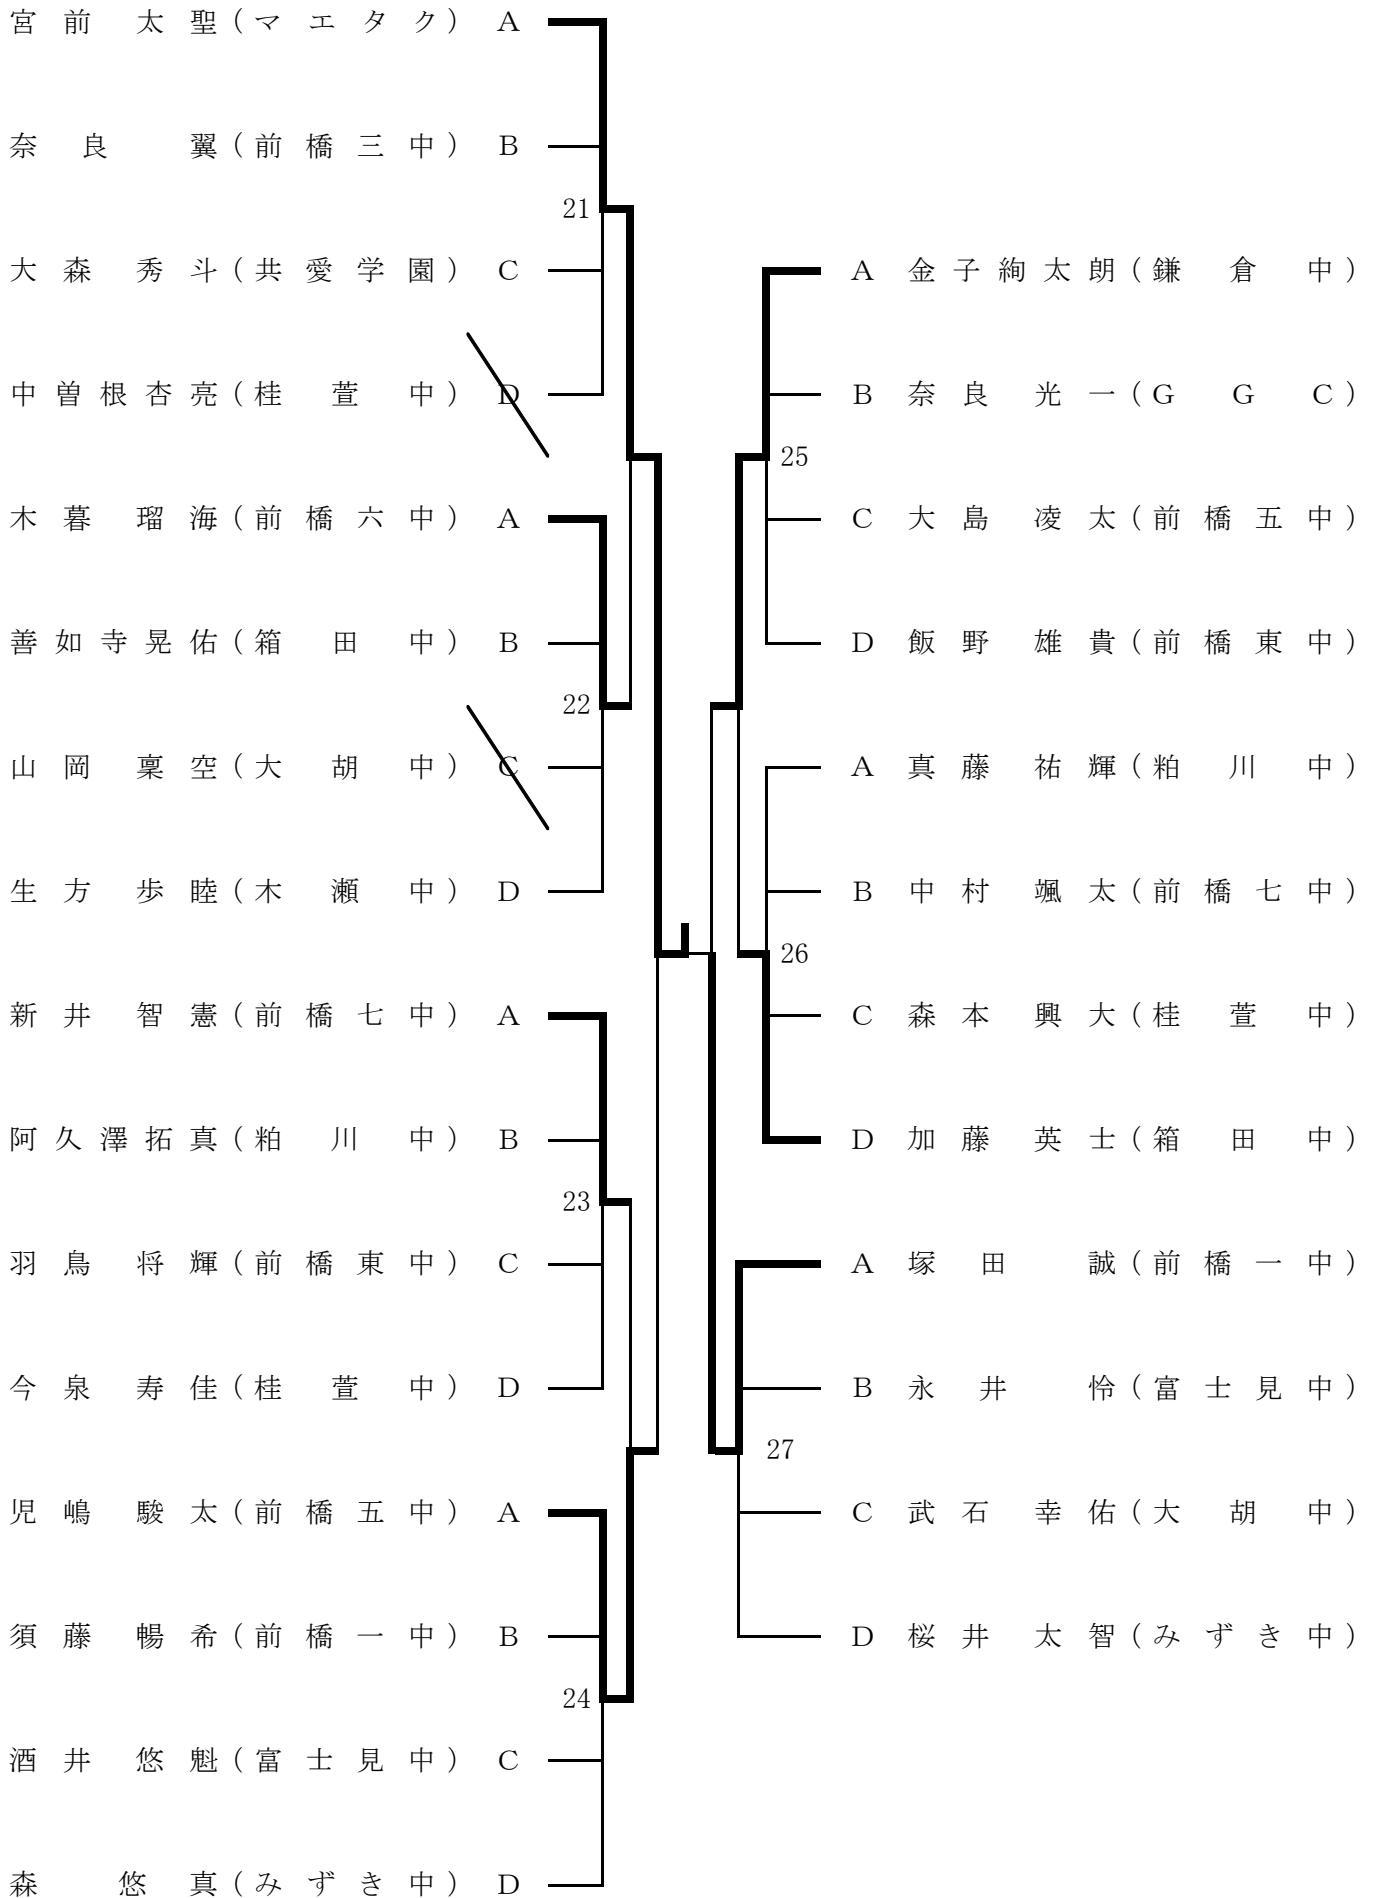 宮前 太聖(マエタク) A
奈良 翼(前橋三中) B
21
大森 秀斗(共愛学園) C
中曽根杏亮(桂萱中) D
木暮 瑠海(前橋六中) A
善如寺晃佑(箱田中) B
22
山岡 稟空(大胡中) C
生方 歩睦(木瀬中) D
新井 智憲(前橋七中) A
阿久澤拓真(粕川中) B
23
羽鳥 将輝(前橋東中) C
今泉 寿佳(桂萱中) D
児嶋 駿太(前橋五中) A
須藤 暢希(前橋一中) B
24
酒井 悠魁(富士見中) C
森 悠真(みずき中) D
A 金子絢太朗(鎌倉中)
B 奈良 光一(GGC)
25
C 大島 凌太(前橋五中)
D 飯野 雄貴(前橋東中)
A 真藤 祐輝(粕川中)
B 中村 颯太(前橋七中)
26
C 森本 興大(桂萱中)
D 加藤 英士(箱田中)
A 塚田 誠(前橋一中)
B 永井 怜(富士見中)
27
C 武石 幸佑(大胡中)
D 桜井 太智(みずき中)